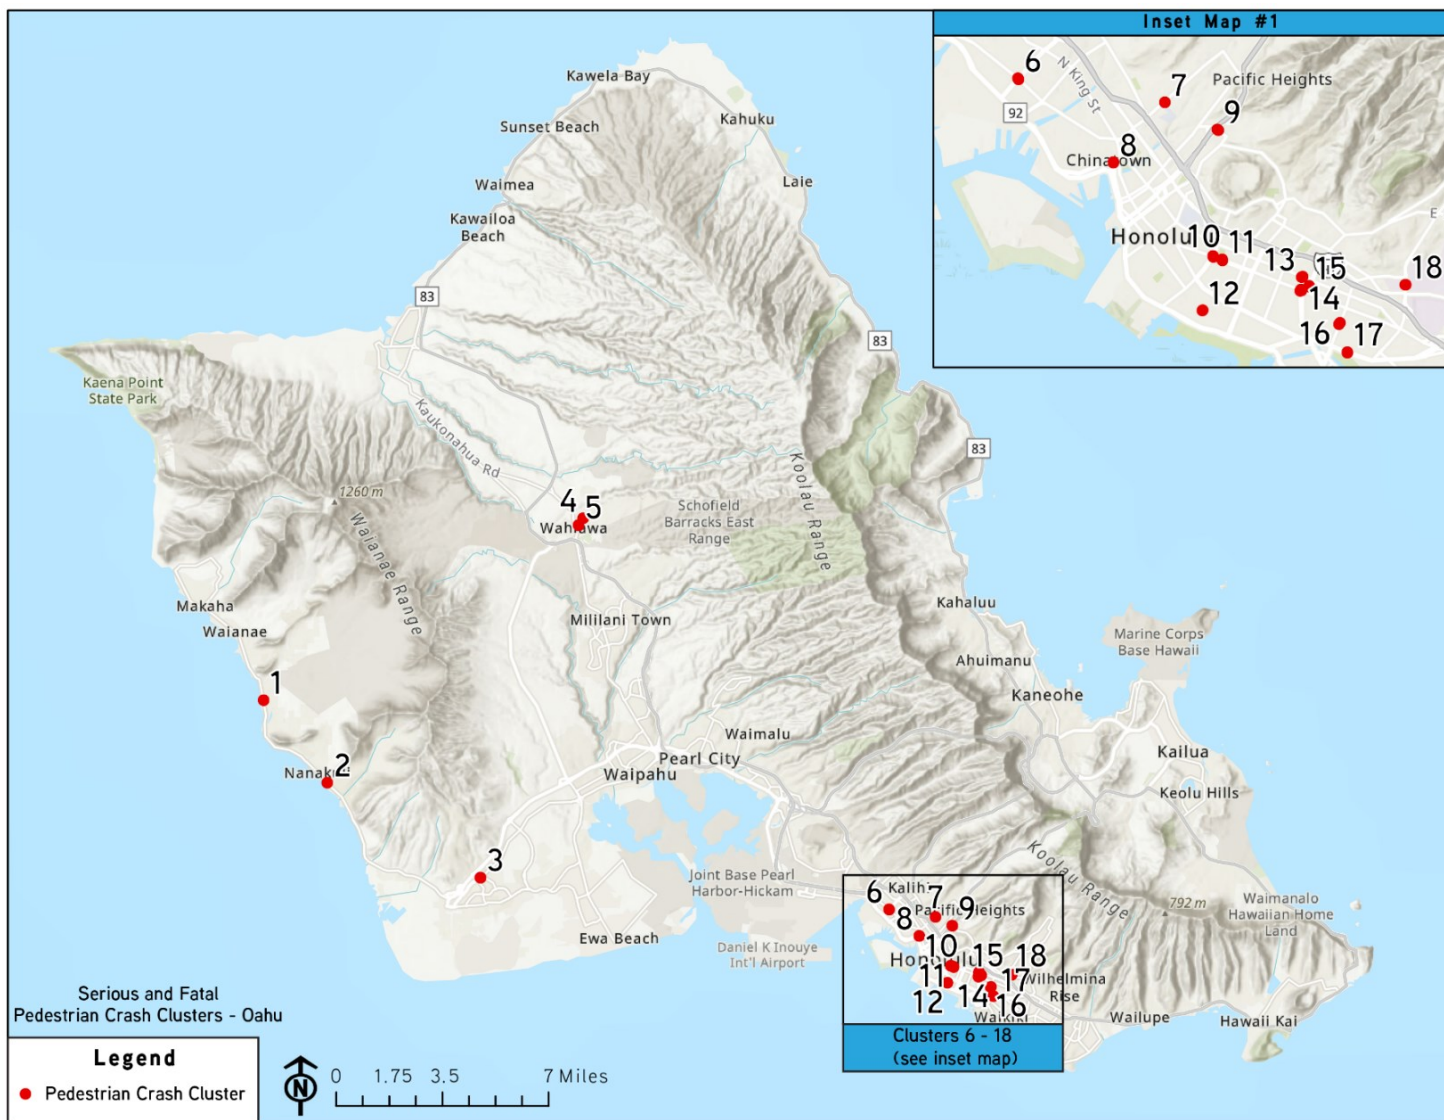 Inset Map #1
6
7
Pacific Heights
N King St
92
9
8
Chinatown
E
Honolulu
10
11
13
15
18
12
14
16
17
Kawela Bay
Sunset Beach
Kahuku
Waimea
Laie
Kawailoa
Beach
83
83
Kaena Point
State Park
Kaukonahua Rd
83
Koolau Range
1260 m
4
5
Wahiawa
Schofield
Barracks East
Range
Waianae Range
Makaha
Waianae
Mililani Town
Kahaluu
Marine Corps
Base Hawaii
Ahuimanu
Kaneohe
1
Waimalu
Pearl City
Kailua
Nanakuli
2
Waipahu
Keolu Hills
3
Joint Base Pearl
Harbor-Hickam
Koolau Range
792 m
Waimanalo
Hawaiian Home
Land
Kalihi
6
7
Pacific Heights
8
9
Ewa Beach
Daniel K Inouye
Int'l Airport
10
Honolulu
15
18
11
17
Wilhelmina
Rise
12
14
16
Waikiki
Wailupe
Hawaii Kai
Clusters 6 - 18
(see inset map)
Serious and Fatal
Pedestrian Crash Clusters - Oahu
Legend
Pedestrian Crash Cluster
N
0 1.75 3.5 7 Miles